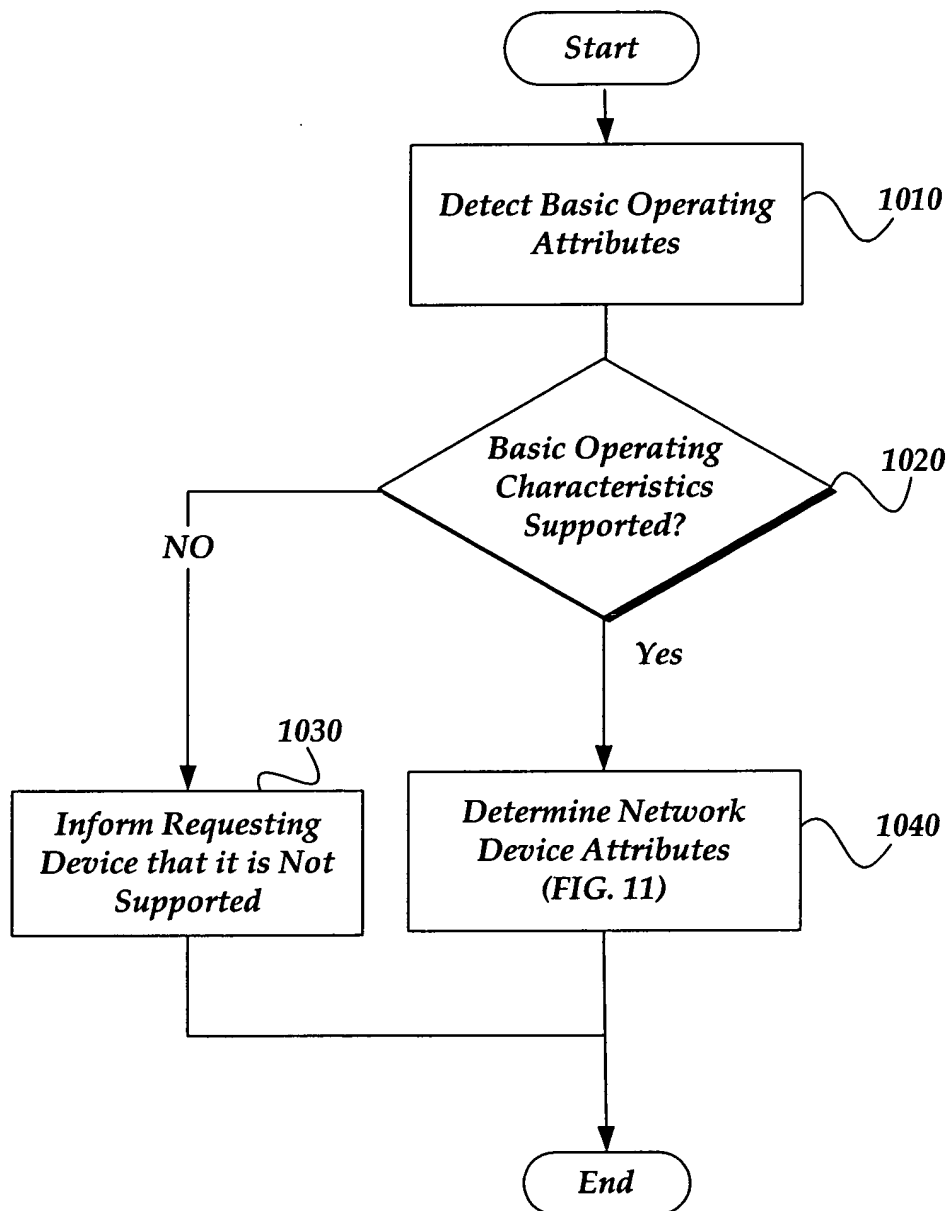 Start
Detect Basic Operating
Attributes
1010
Basic Operating
Characteristics
Supported?
1020
NO
Yes
1030
Inform Requesting
Device that it is Not
Supported
Determine Network
Device Attributes
(FIG. 11)
1040
End